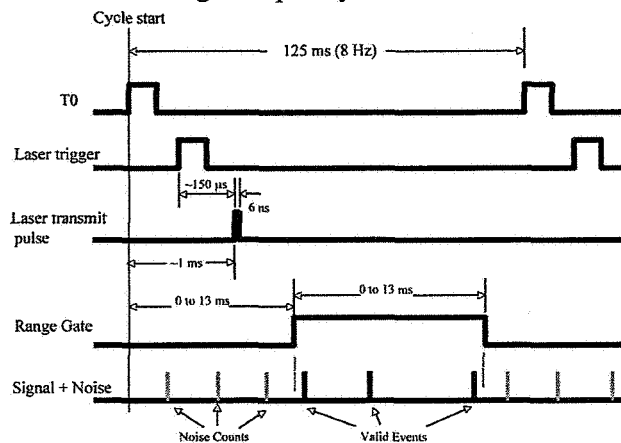 Cycle start
125 ms (8 Hz)
T0
Laser trigger
~150 µs
6 ns
Laser transmit
pulse
~1 ms
0 to 13 ms
0 to 13 ms
Range Gate
Signal + Noise
Noise Counts
Valid Events